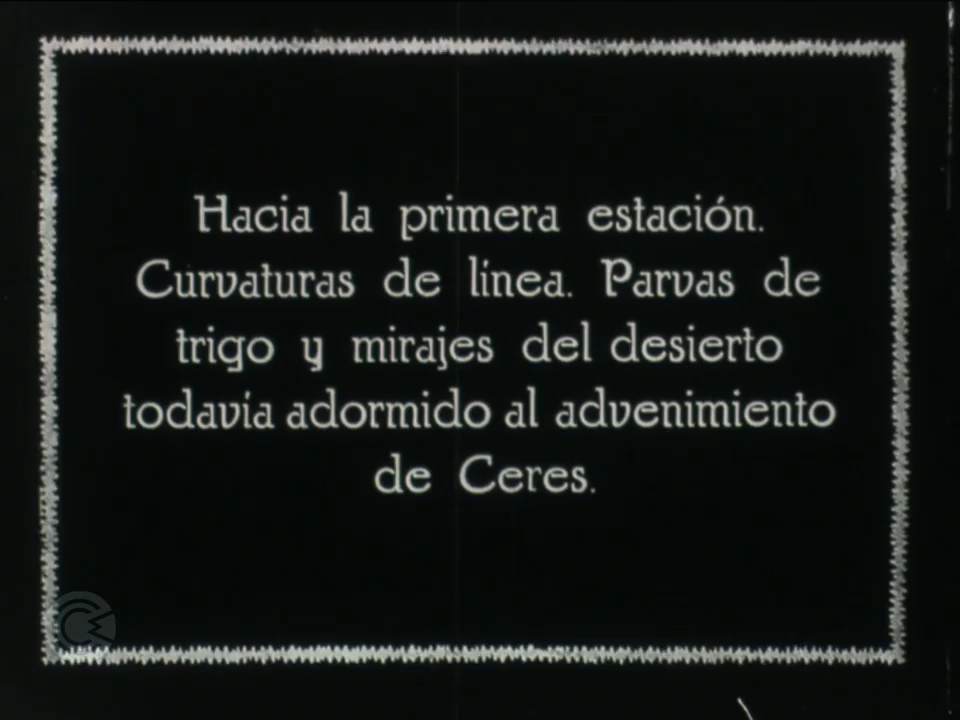 Hacia la primera estación.
Curvaturas de línea. Parvas de
trigo y mirajes del desierto
todavía adormido al advenimiento
de Ceres.